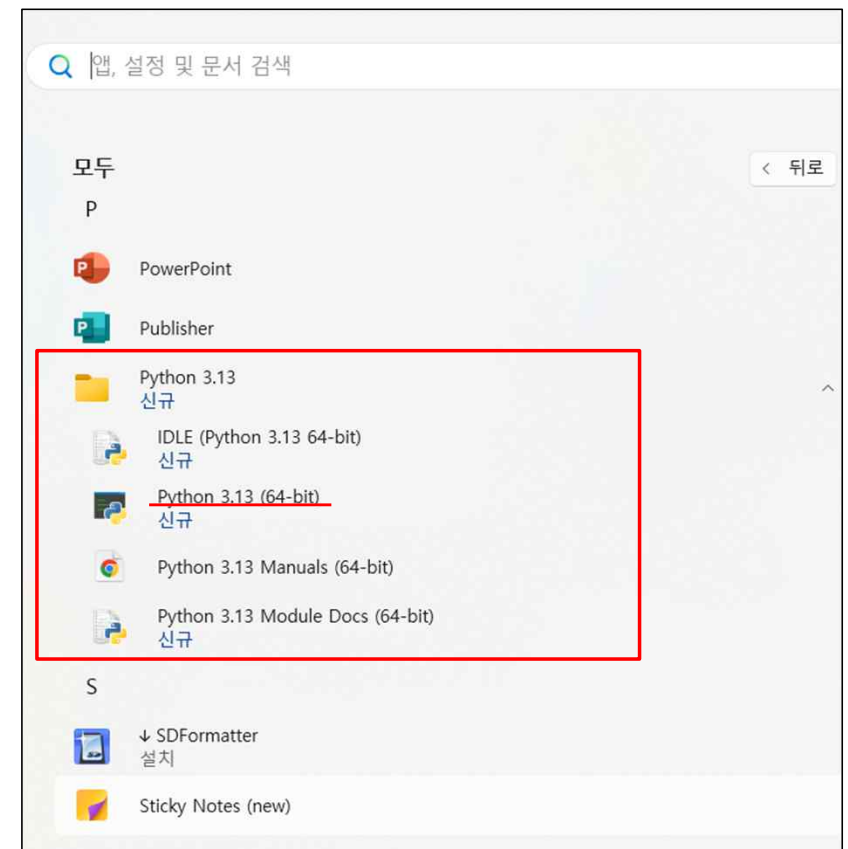 앱, 설정 및 문서 검색
모두
< 뒤로
P
PowerPoint
Publisher
Python 3.13
신규
IDLE (Python 3.13 64-bit)
신규
Python 3.13 (64-bit)
신규
Python 3.13 Manuals (64-bit)
Python 3.13 Module Docs (64-bit)
신규
S
↓ SDFormatter
설치
Sticky Notes (new)